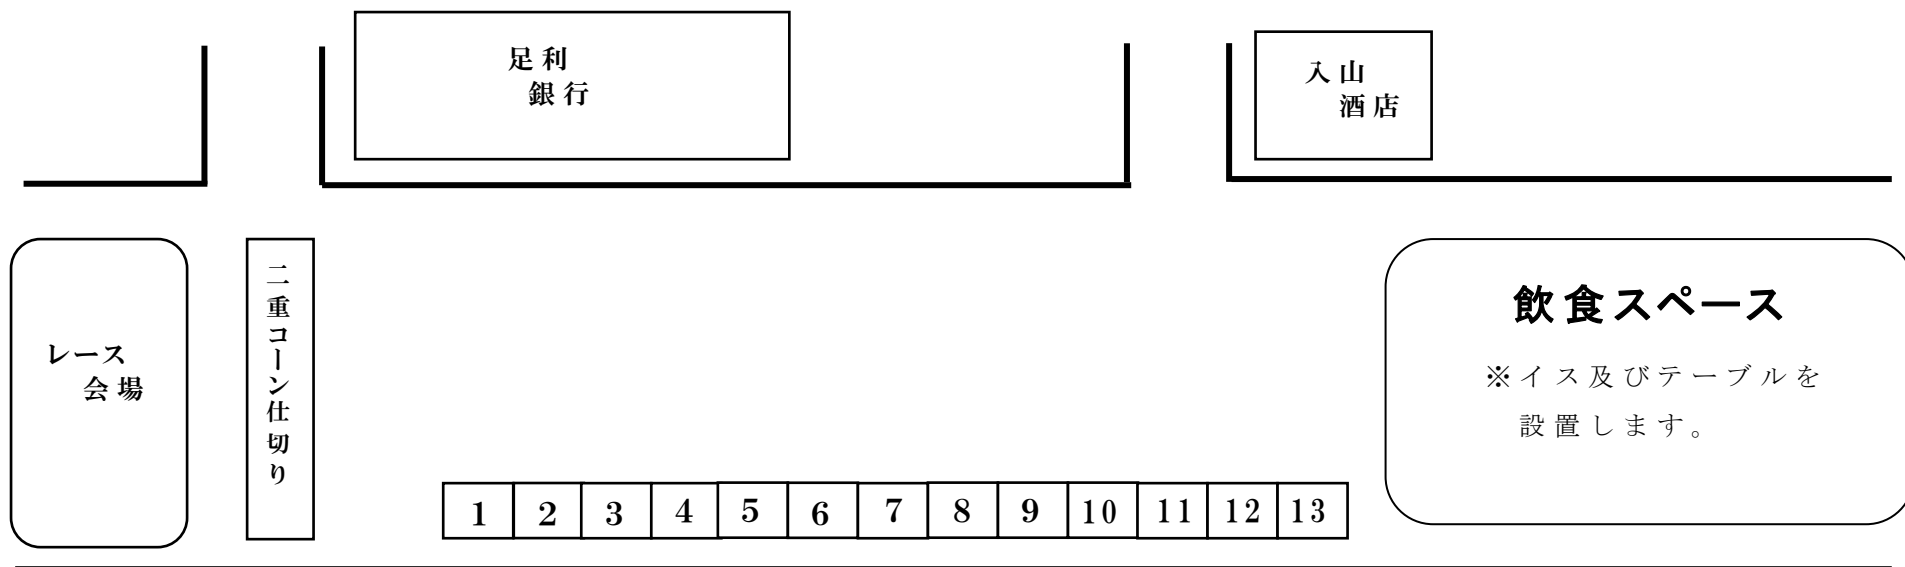 足利
銀行
入山
酒店
レース
会場
二重コーン仕切り
飲食スペース
※イス及びテーブルを
設置します。
1 2 3 4 5 6 7 8 9 10 11 12 13